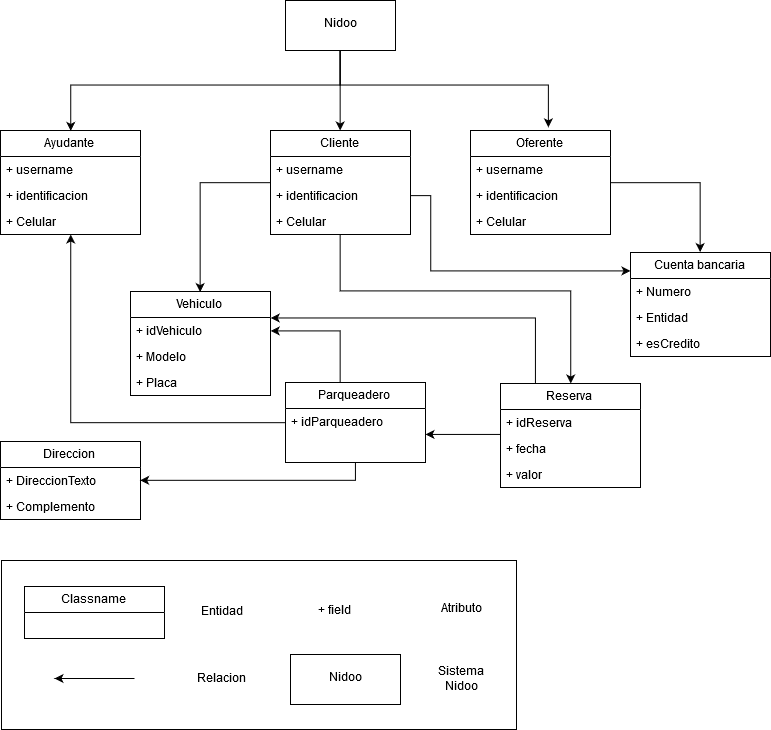 Nidoo
Ayudante
+ username
+ identificacion
+ Celular
Cliente
+ username
+ identificacion
+ Celular
Oferente
+ username
+ identificacion
+ Celular
Cuenta bancaria
+ Numero
+ Entidad
+ esCredito
Vehiculo
+ idVehiculo
+ Modelo
+ Placa
Parqueadero
+ idParqueadero
Reserva
+ idReserva
+ fecha
+ valor
Direccion
+ DireccionTexto
+ Complemento
Classname
Entidad
+ field
Atributo
Relacion
Nidoo
Sistema
Nidoo